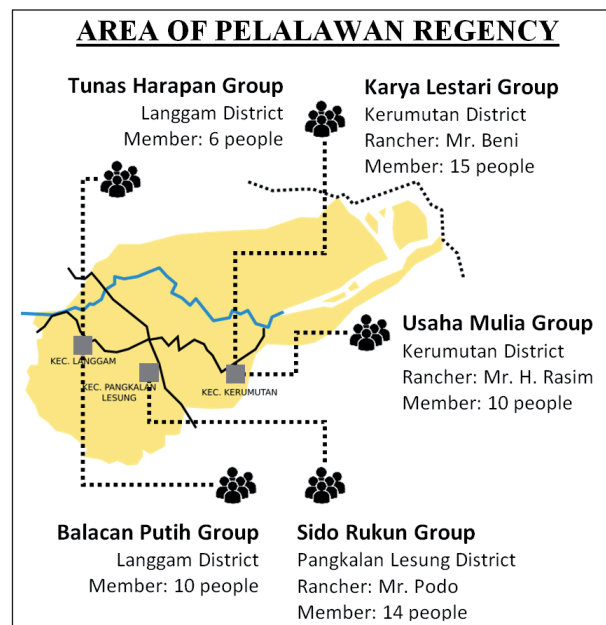 AREA OF PELALAWAN REGENCY
Tunas Harapan Group
Langgam District
Member: 6 people
Karya Lestari Group
Kerumutan District
Rancher: Mr. Beni
Member: 15 people
Usaha Mulia Group
Kerumutan District
Rancher: Mr. H. Rasim
Member: 10 people
KEC. LANGGAM
KEC. PANGKALAN
LESUNG
KEC. KERUMUTAN
Balacan Putih Group
Langgam District
Member: 10 people
Sido Rukun Group
Pangkalan Lesung District
Rancher: Mr. Podo
Member: 14 people